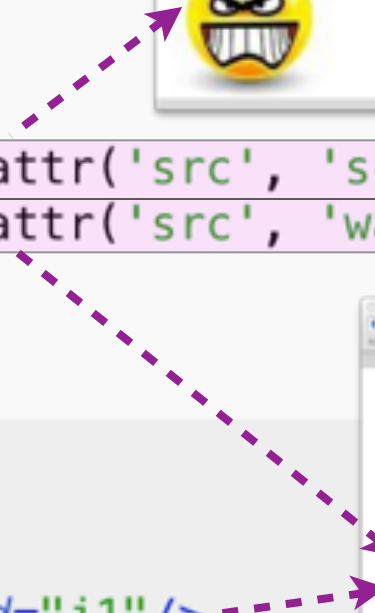 attr('src', 's
attr('src', 'w
d="i1"/>